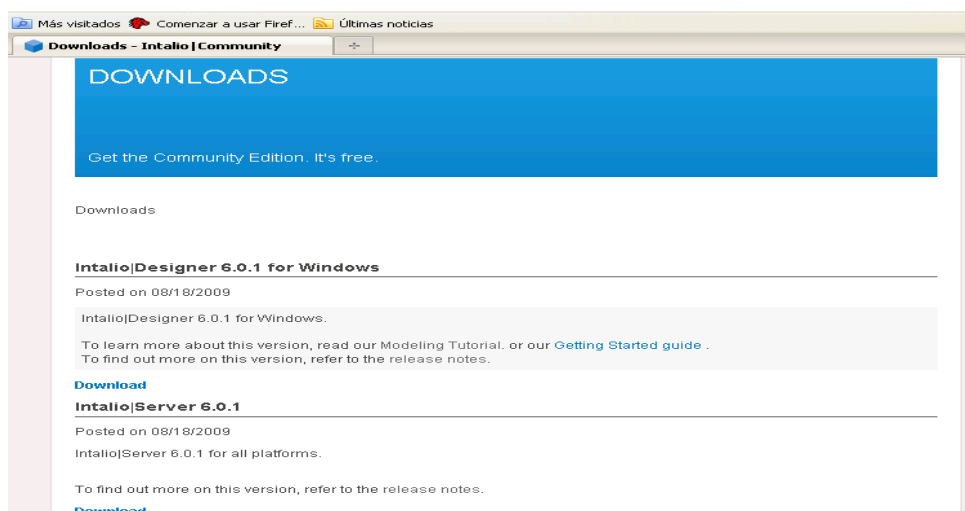 Más visitados Comenzar a usar Firef... Últimas noticias
Downloads - Intalio|Community
DOWNLOADS
Get the Community Edition. It's free.
Downloads
Intalio|Designer 6.0.1 for Windows
Posted on 08/18/2009
Intalio|Designer 6.0.1 for Windows.
To learn more about this version, read our Modeling Tutorial. or our Getting Started guide .
To find out more on this version, refer to the release notes.
Download
Intalio|Server 6.0.1
Posted on 08/18/2009
Intalio|Server 6.0.1 for all platforms.
To find out more on this version, refer to the release notes.
Download